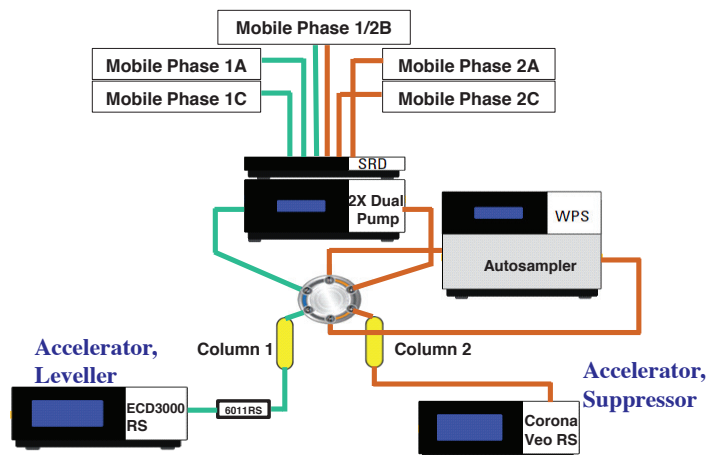 Mobile Phase 1/2B
Mobile Phase 1A
Mobile Phase 2A
Mobile Phase 1C
Mobile Phase 2C
SRD
2X Dual
Pump
WPS
Autosampler
Column 1
Column 2
Accelerator,
Leveller
Accelerator,
Suppressor
ECD3000
RS
6011RS
Corona
Veo RS